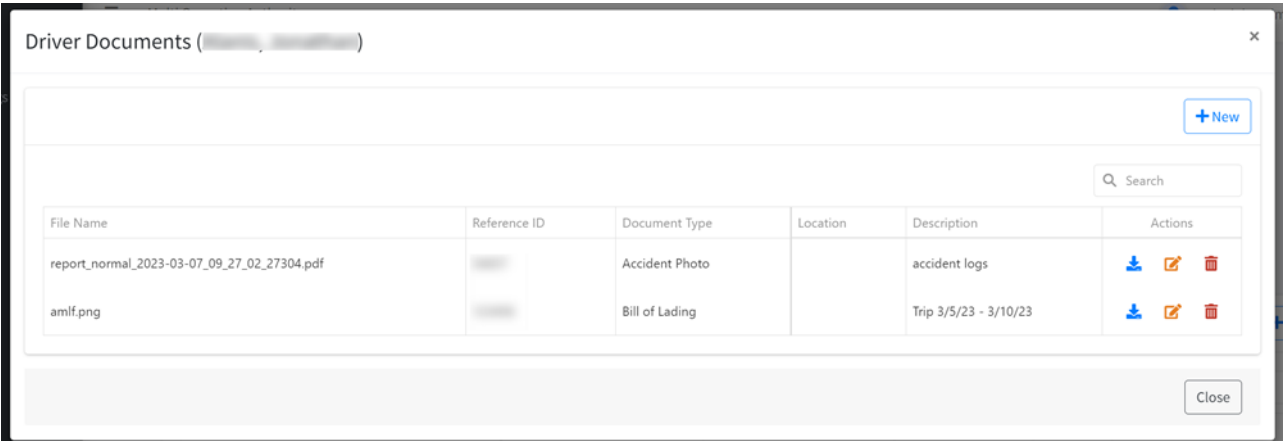 Driver Documents (          ,          )
×
+ New
Search
File Name Reference ID Document Type Location Description Actions
report_normal_2023-03-07_09_27_02_27304.pdf Accident Photo accident logs
amlf.png Bill of Lading Trip 3/5/23 - 3/10/23
Close